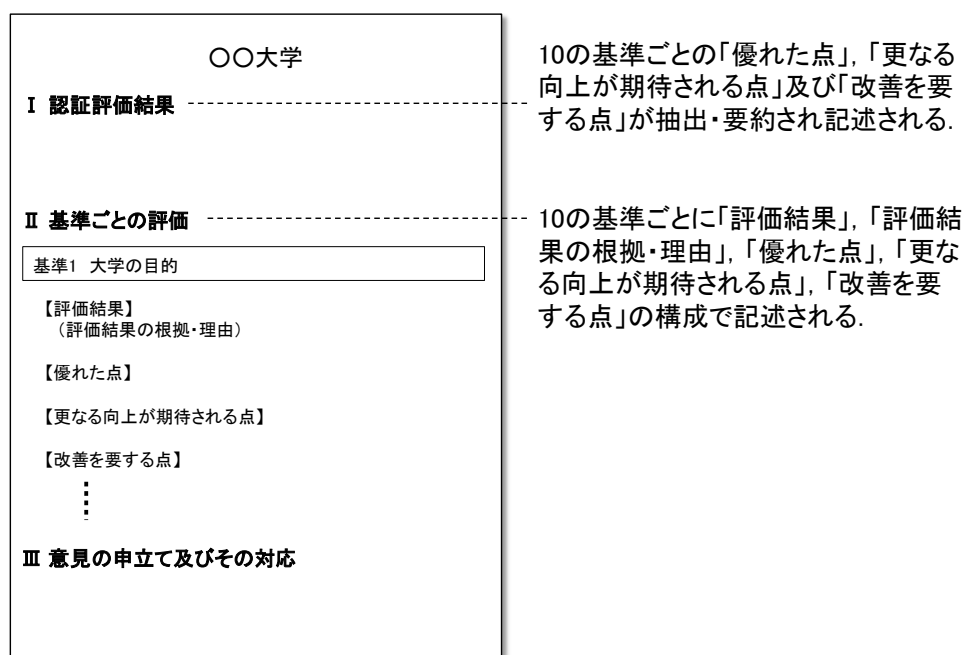 〇〇大学
Ⅰ 認証評価結果
10の基準ごとの「優れた点」, 「更なる
向上が期待される点」及び「改善を要
する点」が抽出・要約され記述される.
Ⅱ 基準ごとの評価
10の基準ごとに「評価結果」, 「評価結
果の根拠・理由」, 「優れた点」, 「更な
る向上が期待される点」, 「改善を要
する点」の構成で記述される.
基準1 大学の目的
【評価結果】
（評価結果の根拠・理由）
【優れた点】
【更なる向上が期待される点】
【改善を要する点】
Ⅲ 意見の申立て及びその対応